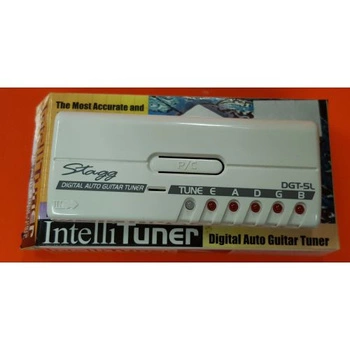 The Most Accurate and
Stagg
DIGITAL AUTO GUITAR TUNER
P/C
DGT-5L
TUNE E A D G B
IntelliTuner
Digital Auto Guitar Tuner